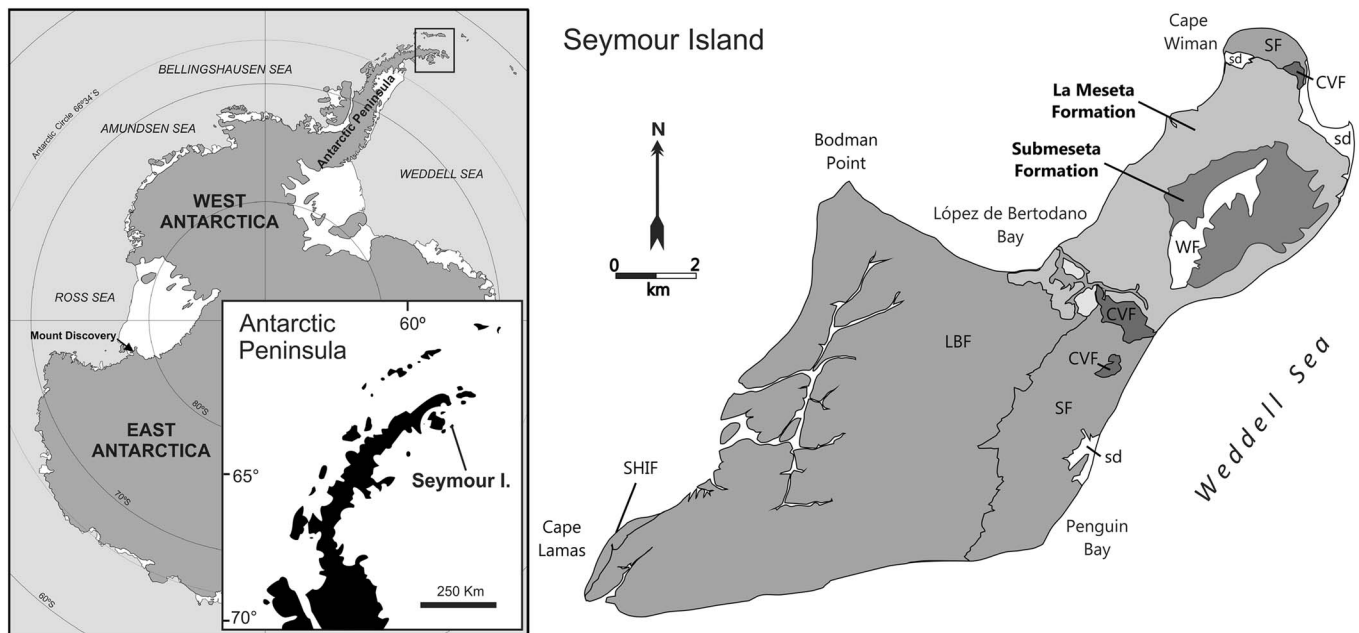 BELLINGSHAUSEN SEA
Antarctic Circle 66°34´S
AMUNDSEN SEA
Antarctic Peninsula
WEDDELL SEA
WEST
ANTARCTICA
ROSS SEA
Mount Discovery
80ºS
EAST
ANTARCTICA
70ºS
60ºS
Antarctic
Peninsula
60°
65°
Seymour I.
250 Km
70°
Seymour Island
N
0 2
km
Cape
Wiman
SF
sd
CVF
La Meseta
Formation
sd
Submeseta
Formation
Bodman
Point
López de Bertodano
Bay
WF
CVF
LBF
CVF
SF
sd
Weddell Sea
SHIF
Cape
Lamas
Penguin
Bay